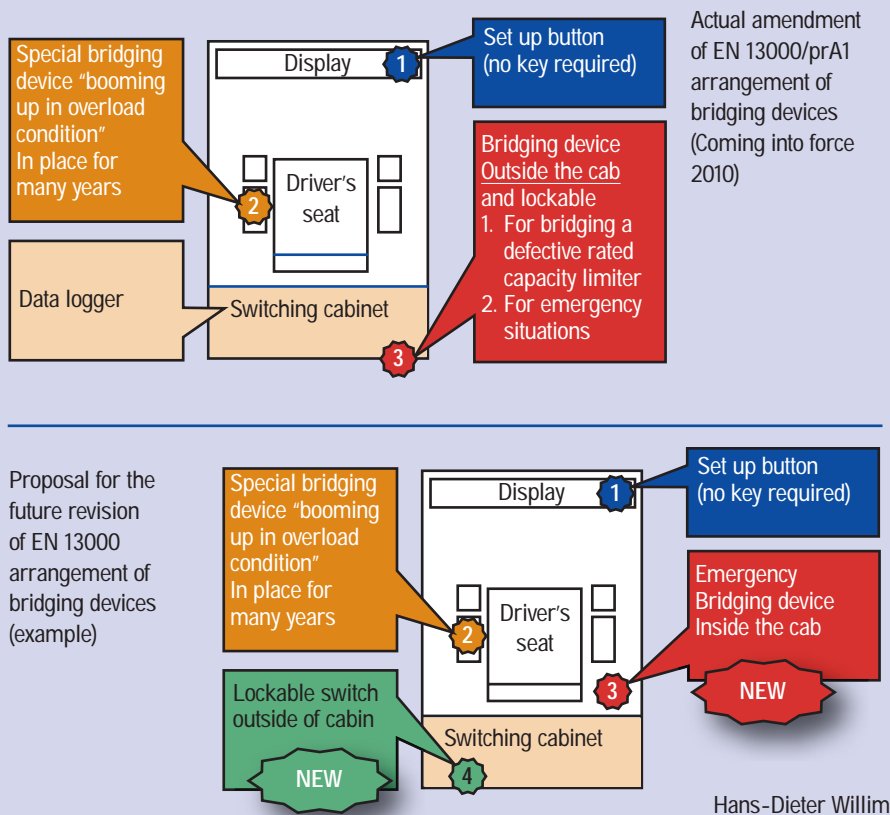 Special bridging
device “booming
up in overload
condition”
In place for
many years
Display
1
Set up button
(no key required)
Actual amendment
of EN 13000/prA1
arrangement of
bridging devices
(Coming into force
2010)
2
Driver's
seat
Bridging device
Outside the cab
and lockable
1. For bridging a
defective rated
capacity limiter
2. For emergency
situations
Data logger
Switching cabinet
3
Proposal for the
future revision
of EN 13000
arrangement of
bridging devices
(example)
Special bridging
device “booming
up in overload
condition”
In place for
many years
Display
1
Set up button
(no key required)
2
Driver's
seat
3
Emergency
Bridging device
Inside the cab
NEW
Lockable switch
outside of cabin
NEW
Switching cabinet
4
Hans-Dieter Willim